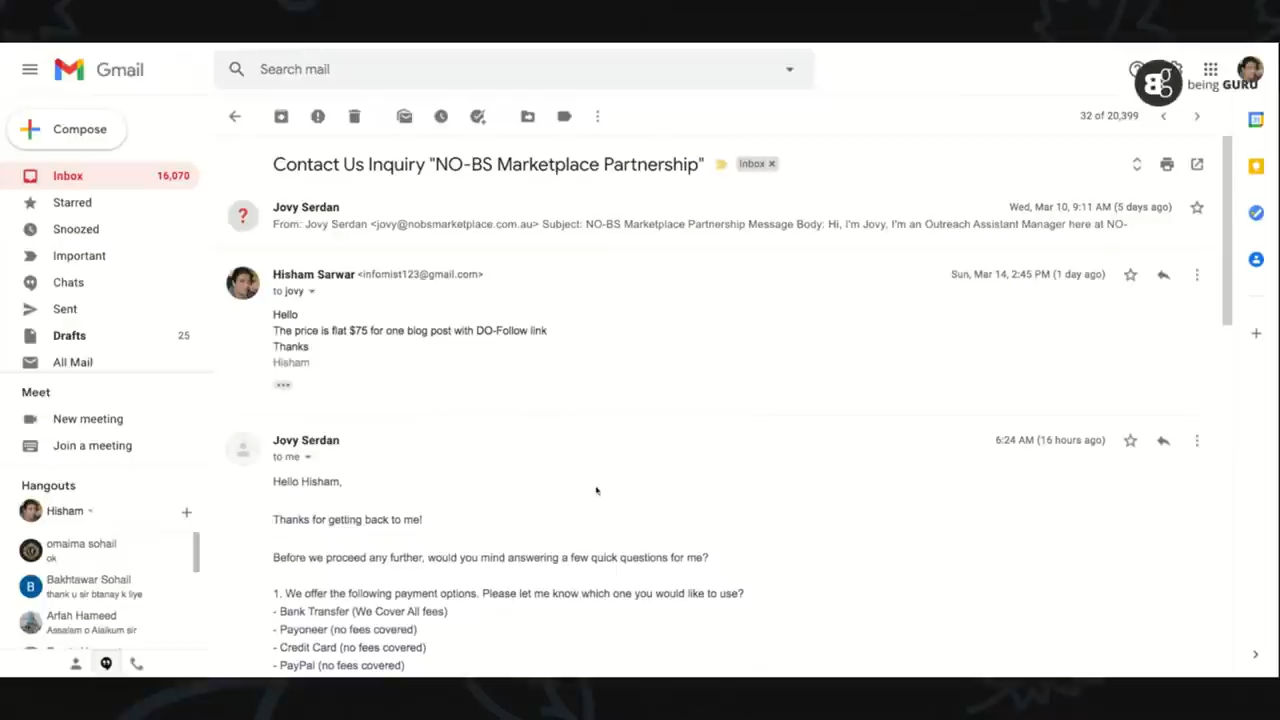 Gmail
Search mail
being GURU
Compose
32 of 20,399
Inbox 16,070
Starred
Snoozed
Important
Chats
Sent
Drafts 25
All Mail
Meet
New meeting
Join a meeting
Hangouts
Hisham
omaima sohail
ok
Bakhtawar Sohail
thank u sir btanay k liye
Arfah Hameed
Assalam o Alaikum sir
Contact Us Inquiry "NO-BS Marketplace Partnership"
Inbox x
Jovy Serdan
Wed, Mar 10, 9:11 AM (5 days ago)
From: Jovy Serdan <jovy@nobsmarketplace.com.au> Subject: NO-BS Marketplace Partnership Message Body: Hi, I'm Jovy. I'm an Outreach Assistant Manager here at NO-
Hisham Sarwar <infomist123@gmail.com>
Sun, Mar 14, 2:45 PM (1 day ago)
to jovy
Hello
The price is flat $75 for one blog post with DO-Follow link
Thanks
Hisham
Jovy Serdan
6:24 AM (16 hours ago)
to me
Hello Hisham,
Thanks for getting back to me!
Before we proceed any further, would you mind answering a few quick questions for me?
1. We offer the following payment options. Please let me know which one you would like to use?
- Bank Transfer (We Cover All fees)
- Payoneer (no fees covered)
- Credit Card (no fees covered)
- PayPal (no fees covered)